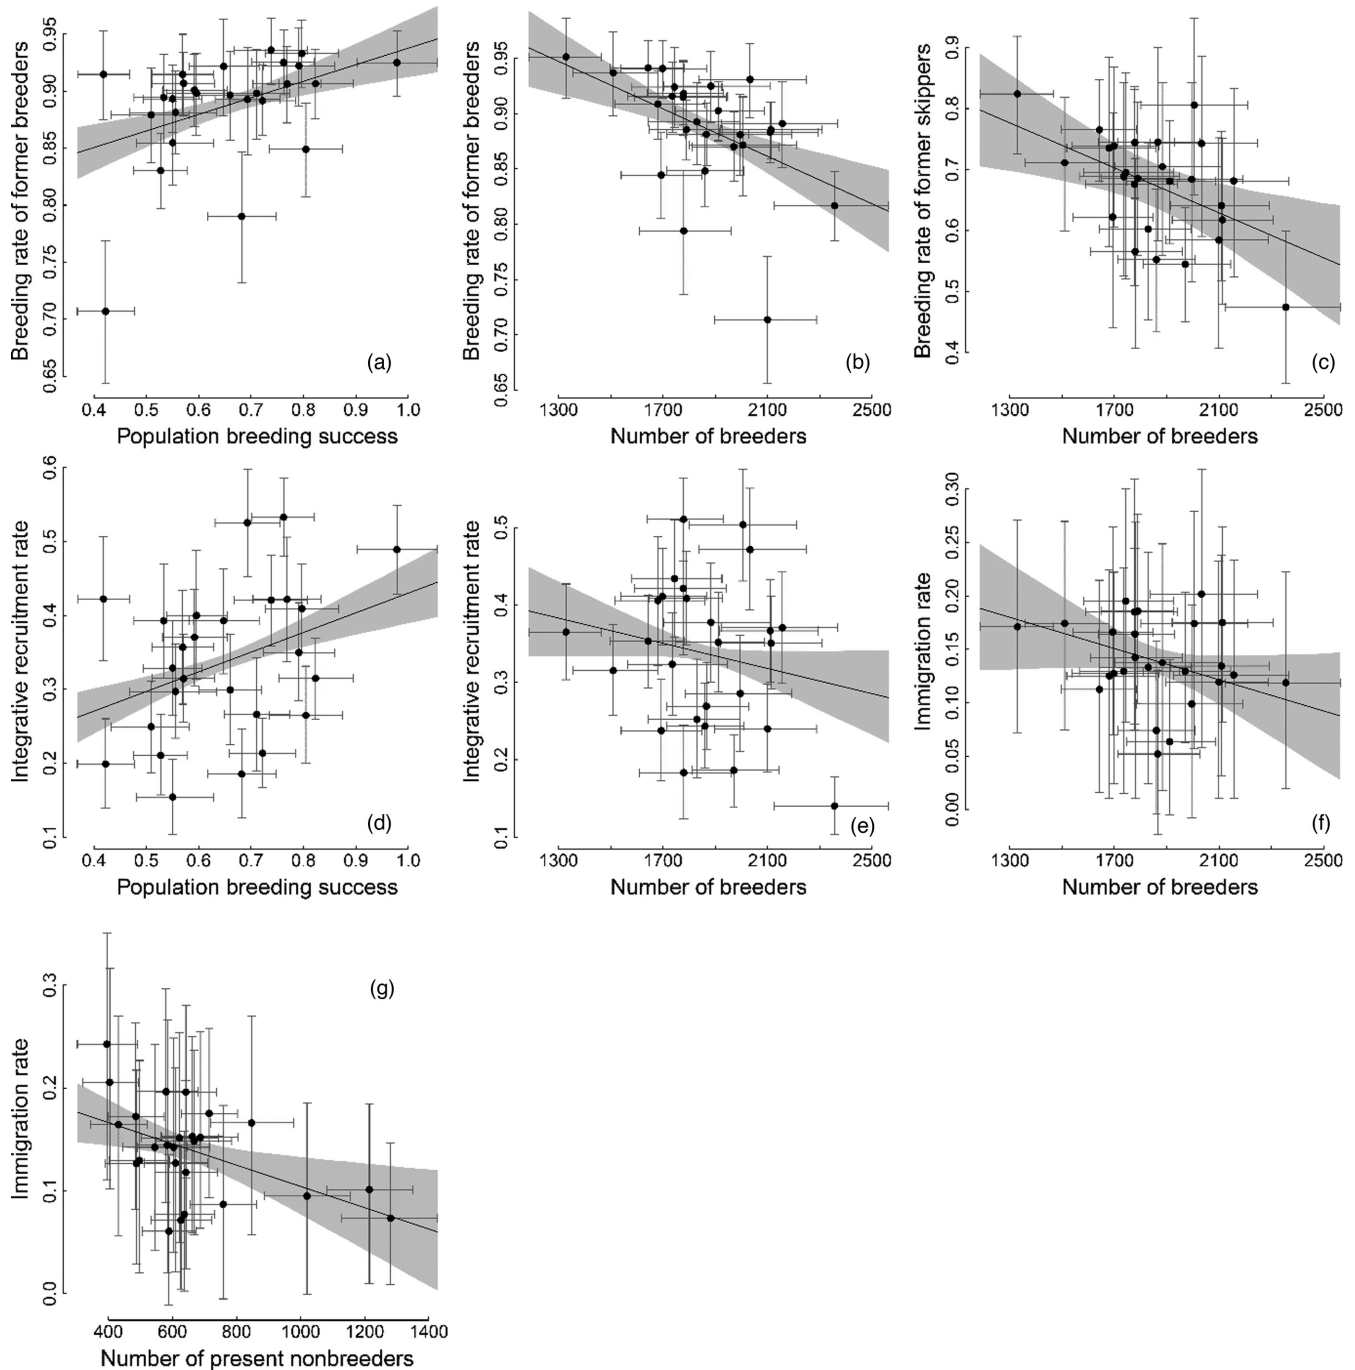 Breeding rate of former breeders
0.65 0.70 0.75 0.80 0.85 0.90 0.95
(a)
0.4 0.5 0.6 0.7 0.8 0.9 1.0
Population breeding success
Breeding rate of former breeders
0.65 0.70 0.75 0.80 0.85 0.90 0.95
(b)
1300 1700 2100 2500
Number of breeders
Breeding rate of former skippers
0.4 0.5 0.6 0.7 0.8 0.9
(c)
1300 1700 2100 2500
Number of breeders
Integrative recruitment rate
0.1 0.2 0.3 0.4 0.5 0.6
(d)
0.4 0.5 0.6 0.7 0.8 0.9 1.0
Population breeding success
Integrative recruitment rate
0.1 0.2 0.3 0.4 0.5
(e)
1300 1700 2100 2500
Number of breeders
Immigration rate
0.00 0.05 0.10 0.15 0.20 0.25 0.30
(f)
1300 1700 2100 2500
Number of breeders
Immigration rate
0.0 0.1 0.2 0.3
(g)
400 600 800 1000 1200 1400
Number of present nonbreeders